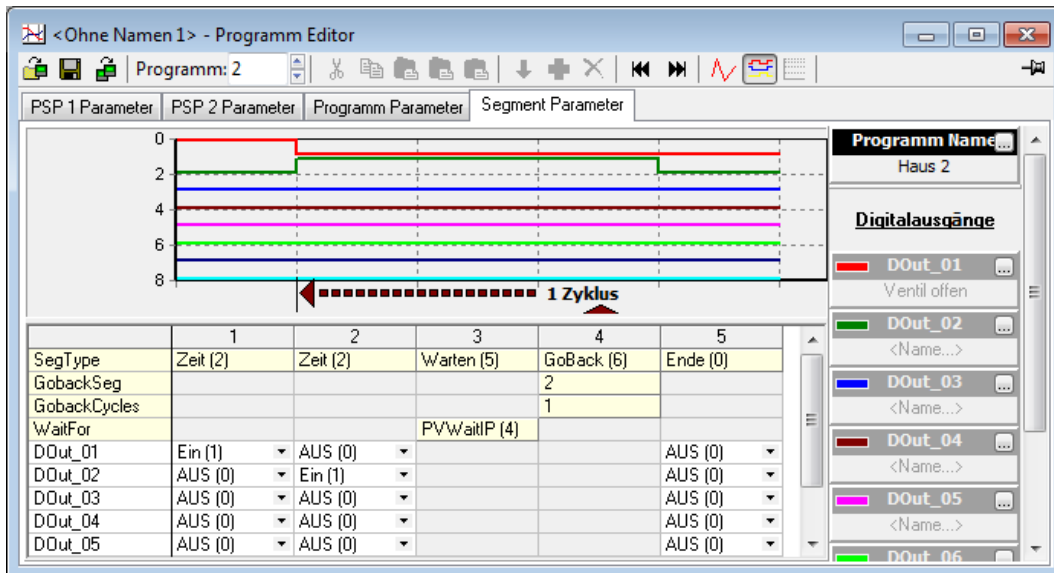 <Ohne Namen 1> - Programm Editor
Programm: 2
PSP 1 Parameter PSP 2 Parameter Programm Parameter Segment Parameter
0
2
4
6
8
1 Zyklus
Programm Name...
Haus 2
Digitalausgänge
DOut_01 ...
Ventil offen
DOut_02 ...
<Name...>
DOut_03 ...
<Name...>
DOut_04 ...
<Name...>
DOut_05 ...
<Name...>
DOut_06
1 2 3 4 5
SegType Zeit (2) Zeit (2) Warten (5) GoBack (6) Ende (0)
GobackSeg 2
GobackCycles 1
WaitFor PVWaitIP (4)
DOut_01 Ein (1) AUS (0) AUS (0)
DOut_02 AUS (0) Ein (1) AUS (0)
DOut_03 AUS (0) AUS (0) AUS (0)
DOut_04 AUS (0) AUS (0) AUS (0)
DOut_05 AUS (0) AUS (0) AUS (0)